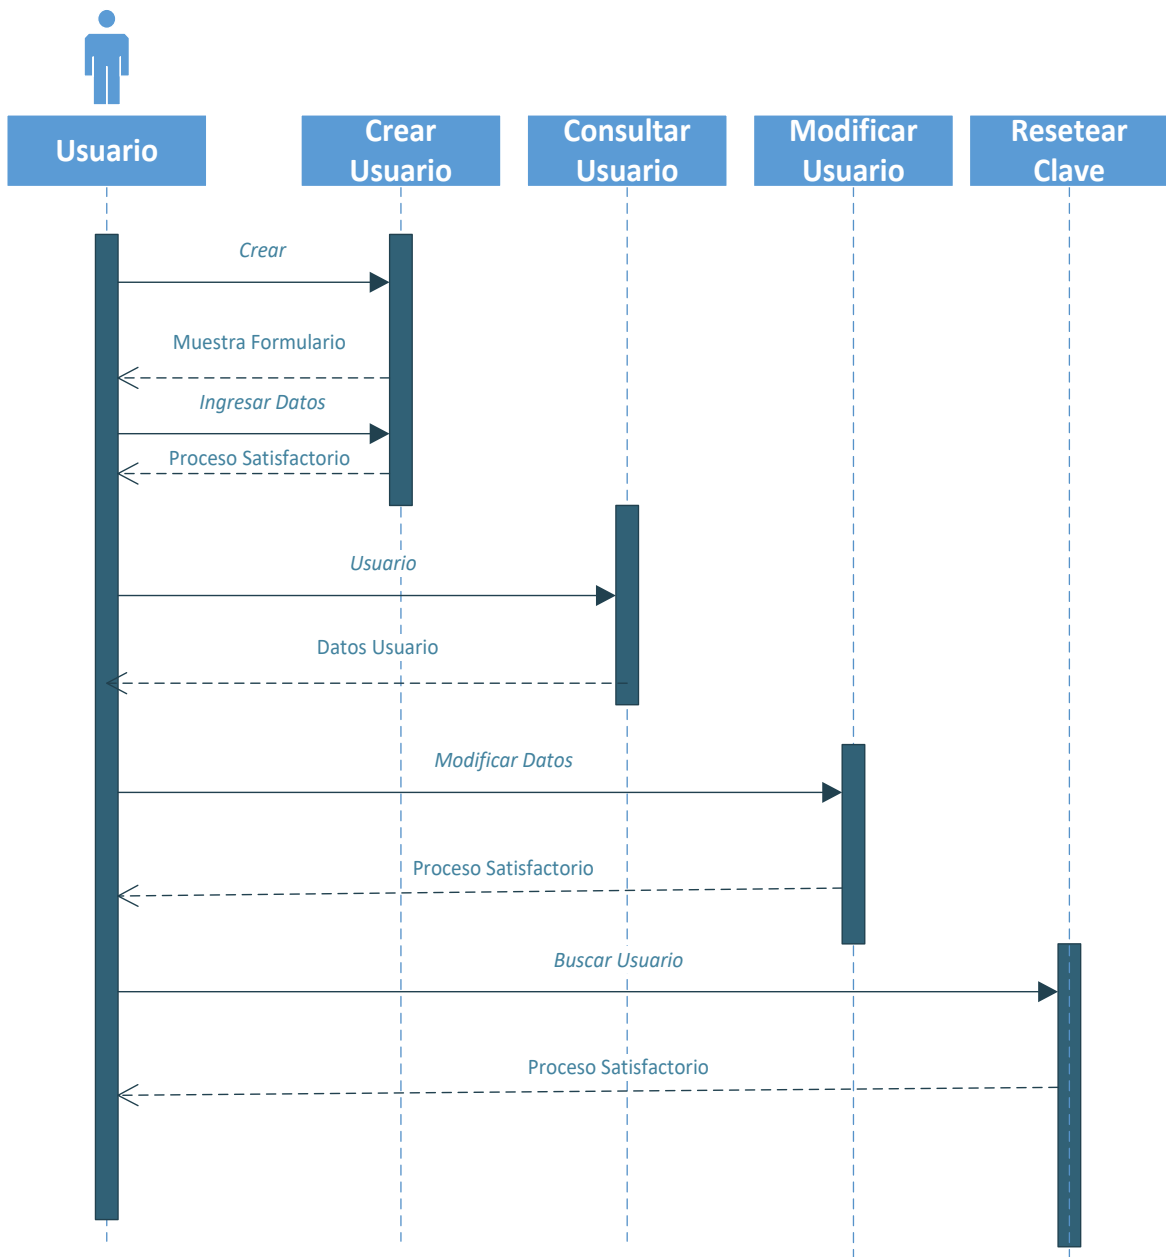 Usuario
Crear
Usuario
Consultar
Usuario
Modificar
Usuario
Resetear
Clave
Crear
Muestra Formulario
Ingresar Datos
Proceso Satisfactorio
Usuario
Datos Usuario
Modificar Datos
Proceso Satisfactorio
Buscar Usuario
Proceso Satisfactorio